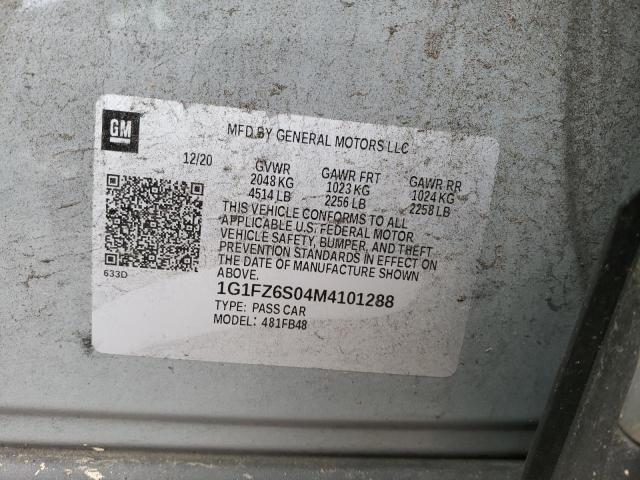 GM
MFD BY GENERAL MOTORS LLC
12/20 GVWR GAWR FRT GAWR RR
2048 KG 1023 KG 1024 KG
4514 LB 2256 LB 2258 LB
THIS VEHICLE CONFORMS TO ALL
APPLICABLE U.S. FEDERAL MOTOR
VEHICLE SAFETY, BUMPER, AND THEFT
PREVENTION STANDARDS IN EFFECT ON
THE DATE OF MANUFACTURE SHOWN
ABOVE.
633D
1G1FZ6S04M4101288
TYPE: PASS CAR
MODEL: 481FB48